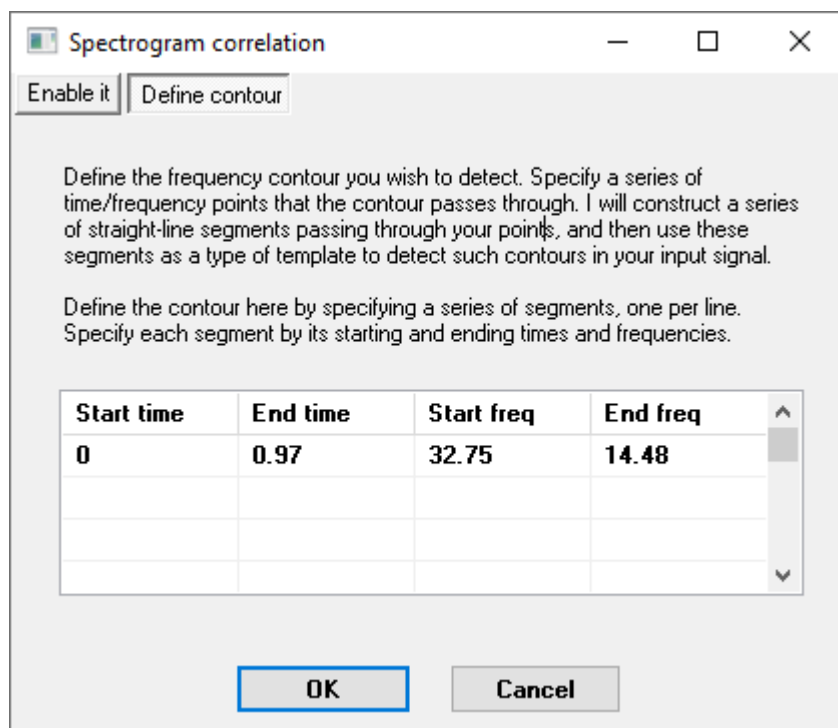 Spectrogram correlation
Enable it Define contour
Define the frequency contour you wish to detect. Specify a series of
time/frequency points that the contour passes through. I will construct a series
of straight-line segments passing through your points, and then use these
segments as a type of template to detect such contours in your input signal.
Define the contour here by specifying a series of segments, one per line.
Specify each segment by its starting and ending times and frequencies.
Start time End time Start freq End freq
0 0.97 32.75 14.48
OK Cancel